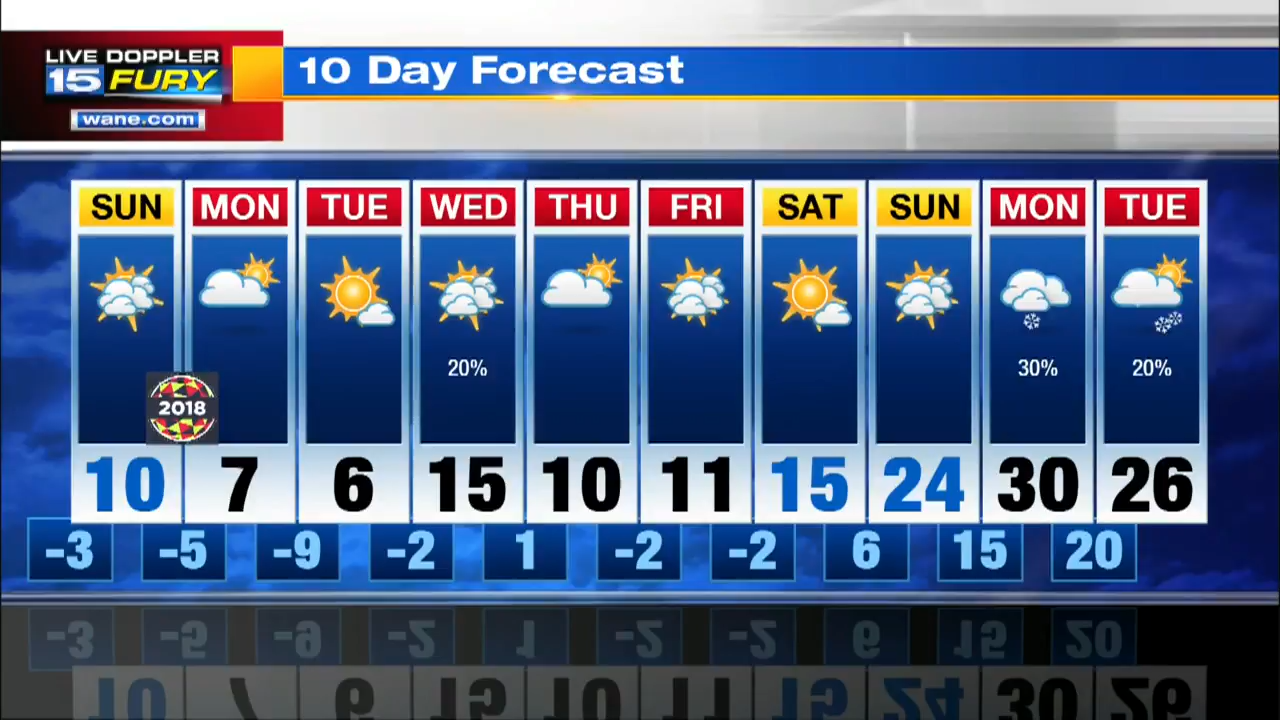 LIVE DOPPLER
15 FURY
wane.com
10 Day Forecast
SUN MON TUE WED THU FRI SAT SUN MON TUE
20% 30% 20%
2018
10 7 6 15 10 11 15 24 30 26
-3 -5 -9 -2 1 -2 -2 6 15 20